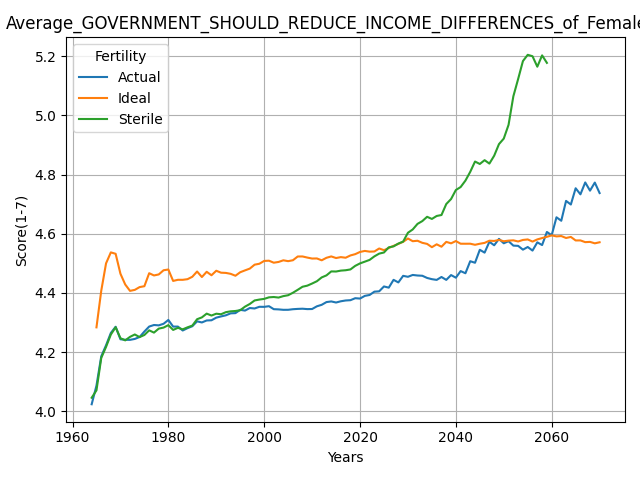 Average_GOVERNMENT_SHOULD_REDUCE_INCOME_DIFFERENCES_of_Female
Fertility
Actual
Ideal
Sterile
5.2
5.0
4.8
4.6
4.4
4.2
4.0
Score(1-7)
1960 1980 2000 2020 2040 2060
Years